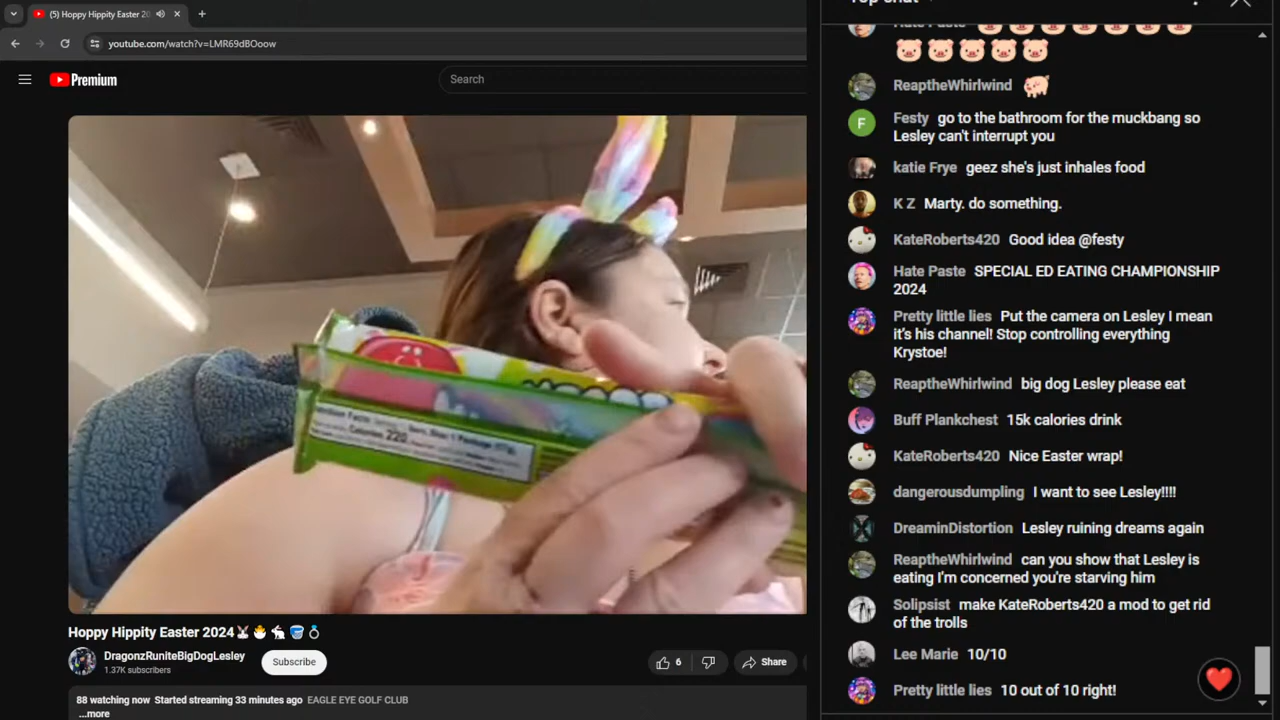 (5) Hoppy Hippity Easter 20
youtube.com/watch?v=LMR69dBOoow
Premium
Search
Calories 220
Hoppy Hippity Easter 2024
DragonzRuniteBigDogLesley
1.37K subscribers
Subscribe
6
Share
88 watching now Started streaming 33 minutes ago EAGLE EYE GOLF CLUB
...more
Top chat
Hate Paste
ReaptheWhirlwind
F
Festy go to the bathroom for the muckbang so
Lesley can't interrupt you
katie Frye geez she's just inhales food
K Z Marty. do something.
KateRoberts420 Good idea @festy
Hate Paste SPECIAL ED EATING CHAMPIONSHIP
2024
Pretty little lies Put the camera on Lesley I mean
it's his channel! Stop controlling everything
Krystoe!
ReaptheWhirlwind big dog Lesley please eat
Buff Plankchest 15k calories drink
KateRoberts420 Nice Easter wrap!
dangerousdumpling I want to see Lesley!!!!
DreaminDistortion Lesley ruining dreams again
ReaptheWhirlwind can you show that Lesley is
eating I'm concerned you're starving him
Solipsist make KateRoberts420 a mod to get rid
of the trolls
Lee Marie 10/10
Pretty little lies 10 out of 10 right!